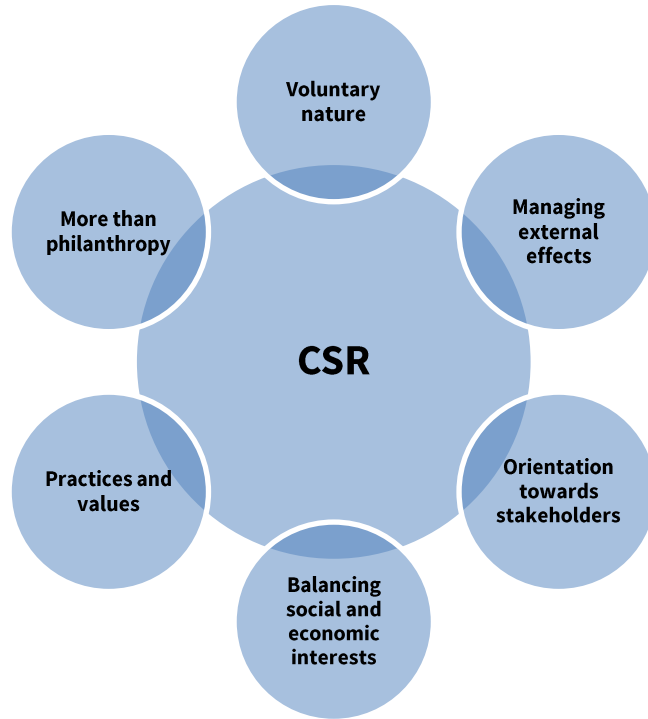 Voluntary
nature
Managing
external
effects
Orientation
towards
stakeholders
Balancing
social and
economic
interests
Practices and
values
More than
philanthropy
CSR